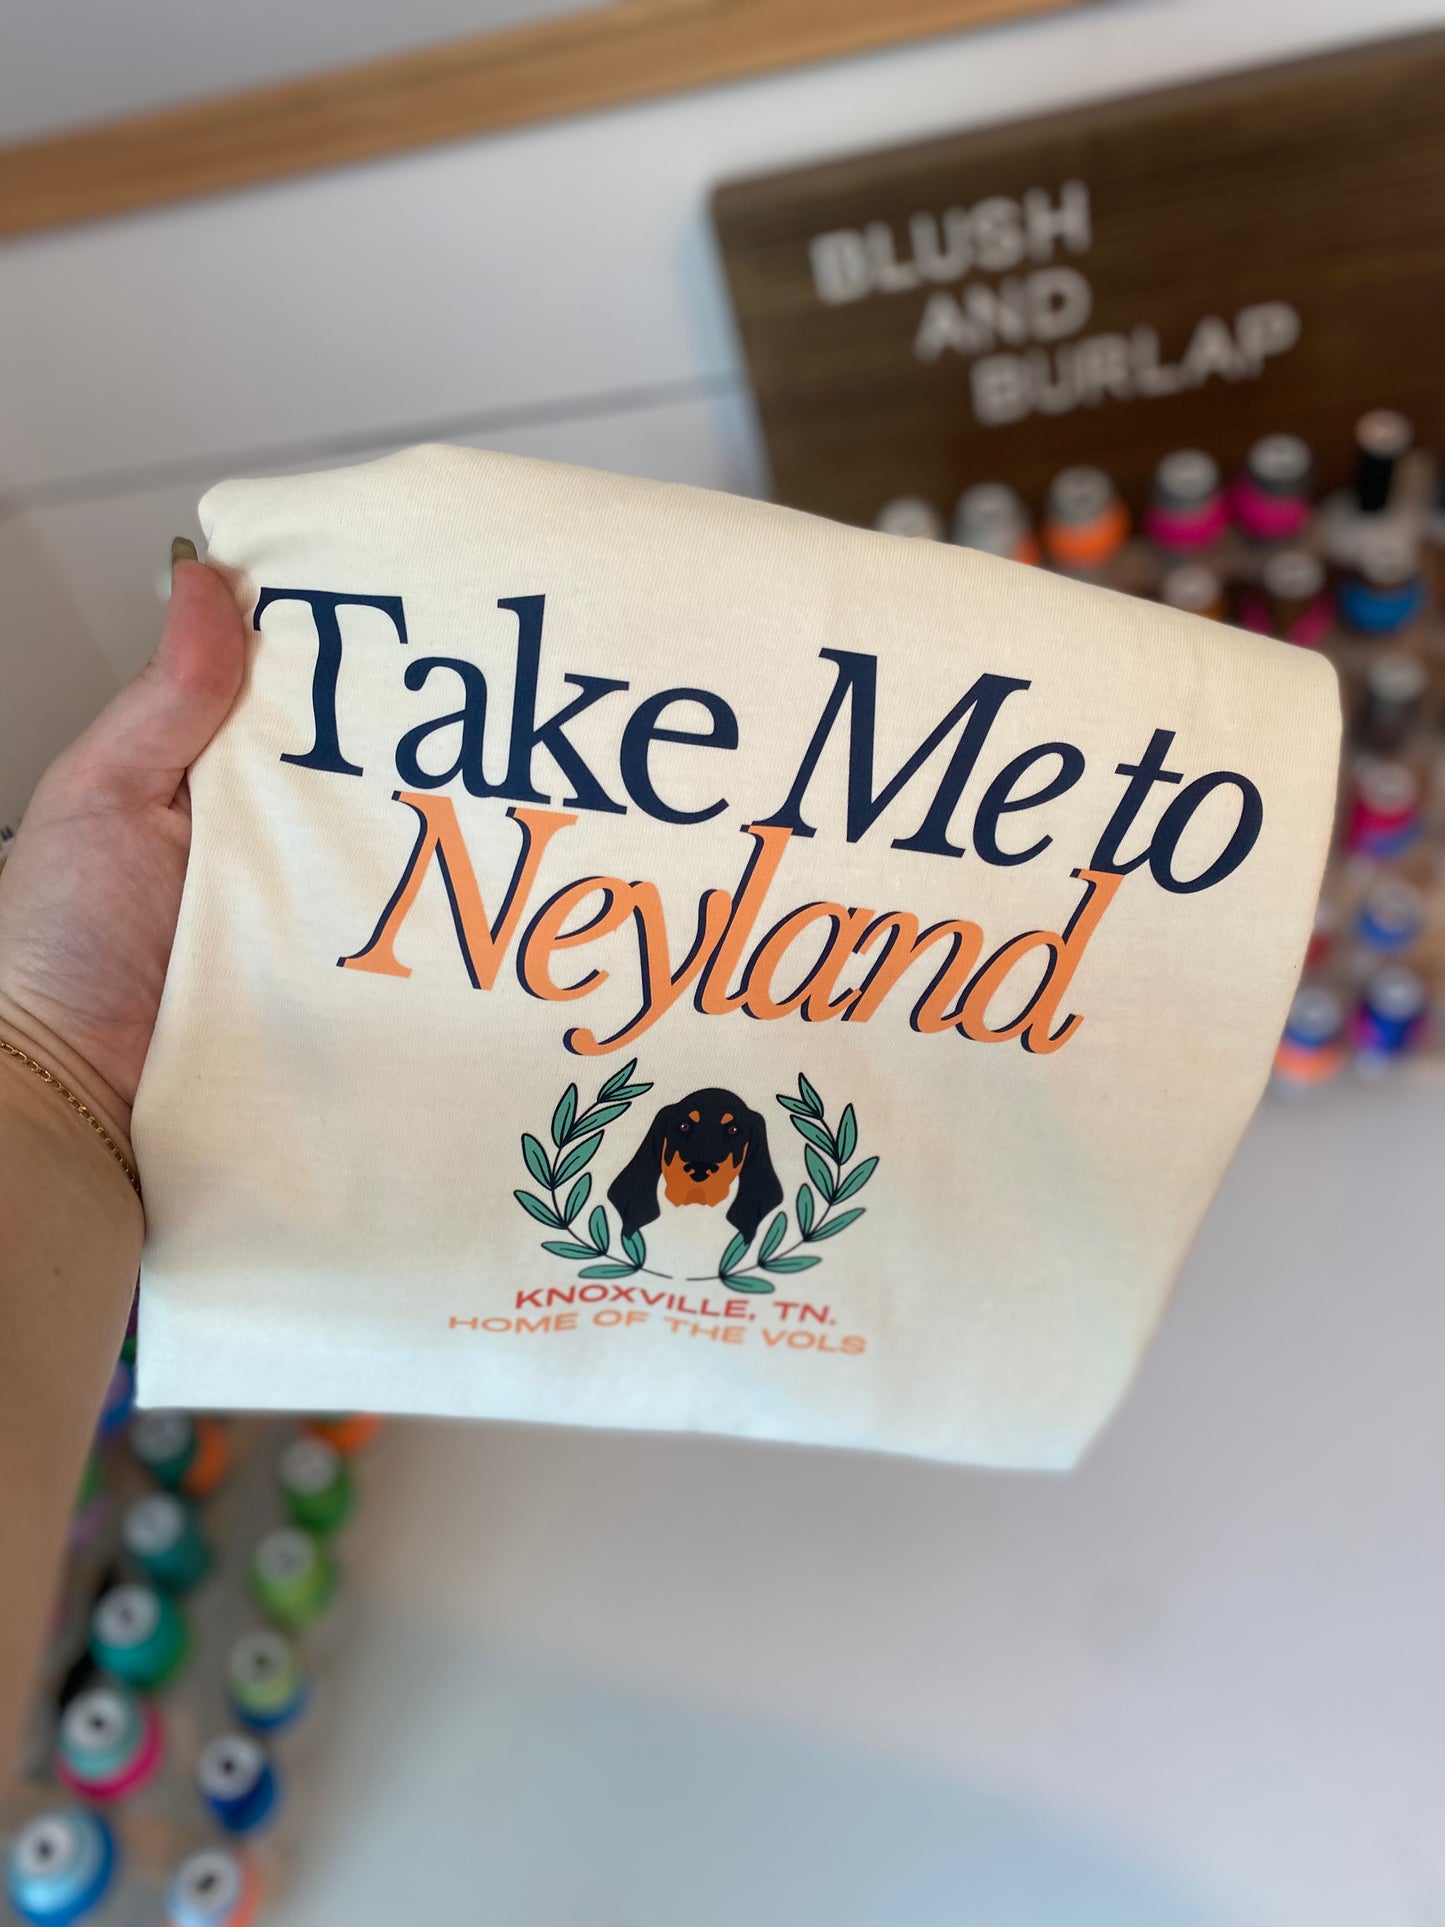 BLUSH
AND
BURLAP
Take Me to
Neyland
KNOXVILLE, TN.
HOME OF THE VOLS